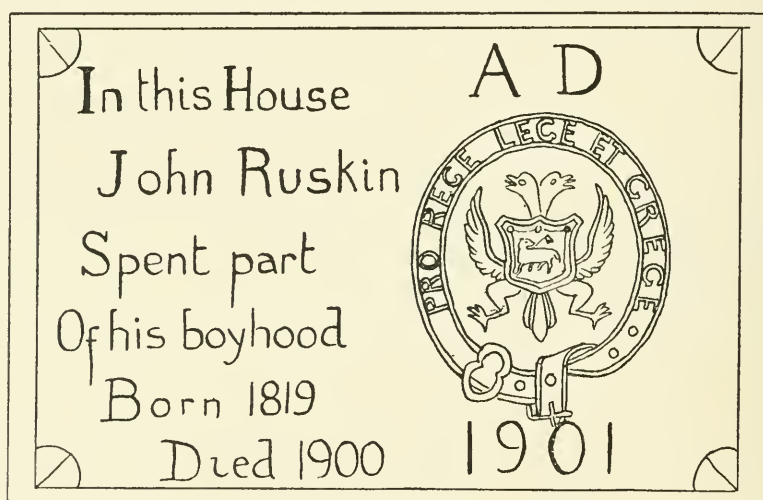 In this House
John Ruskin
Spent part
Of his boyhood
Born 1819
Died 1900
A D
PRO REGE LEGE ET GREGE
1901